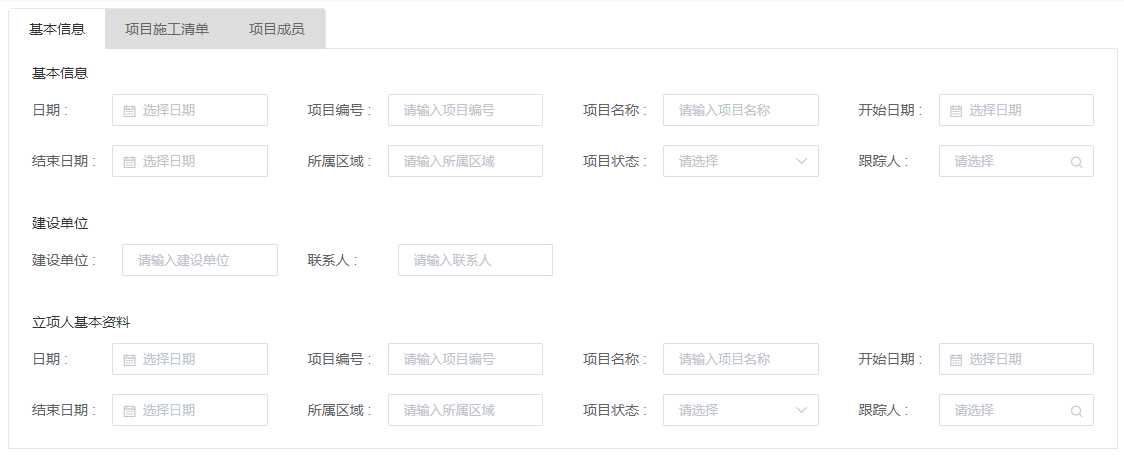 基本信息 项目施工清单 项目成员
基本信息
日期 : 选择日期 项目编号 : 请输入项目编号 项目名称 : 请输入项目名称 开始日期 : 选择日期
结束日期 : 选择日期 所属区域 : 请输入所属区域 项目状态 : 请选择 跟踪人 : 请选择
建设单位
建设单位 : 请输入建设单位 联系人 : 请输入联系人
立项人基本资料
日期 : 选择日期 项目编号 : 请输入项目编号 项目名称 : 请输入项目名称 开始日期 : 选择日期
结束日期 : 选择日期 所属区域 : 请输入所属区域 项目状态 : 请选择 跟踪人 : 请选择